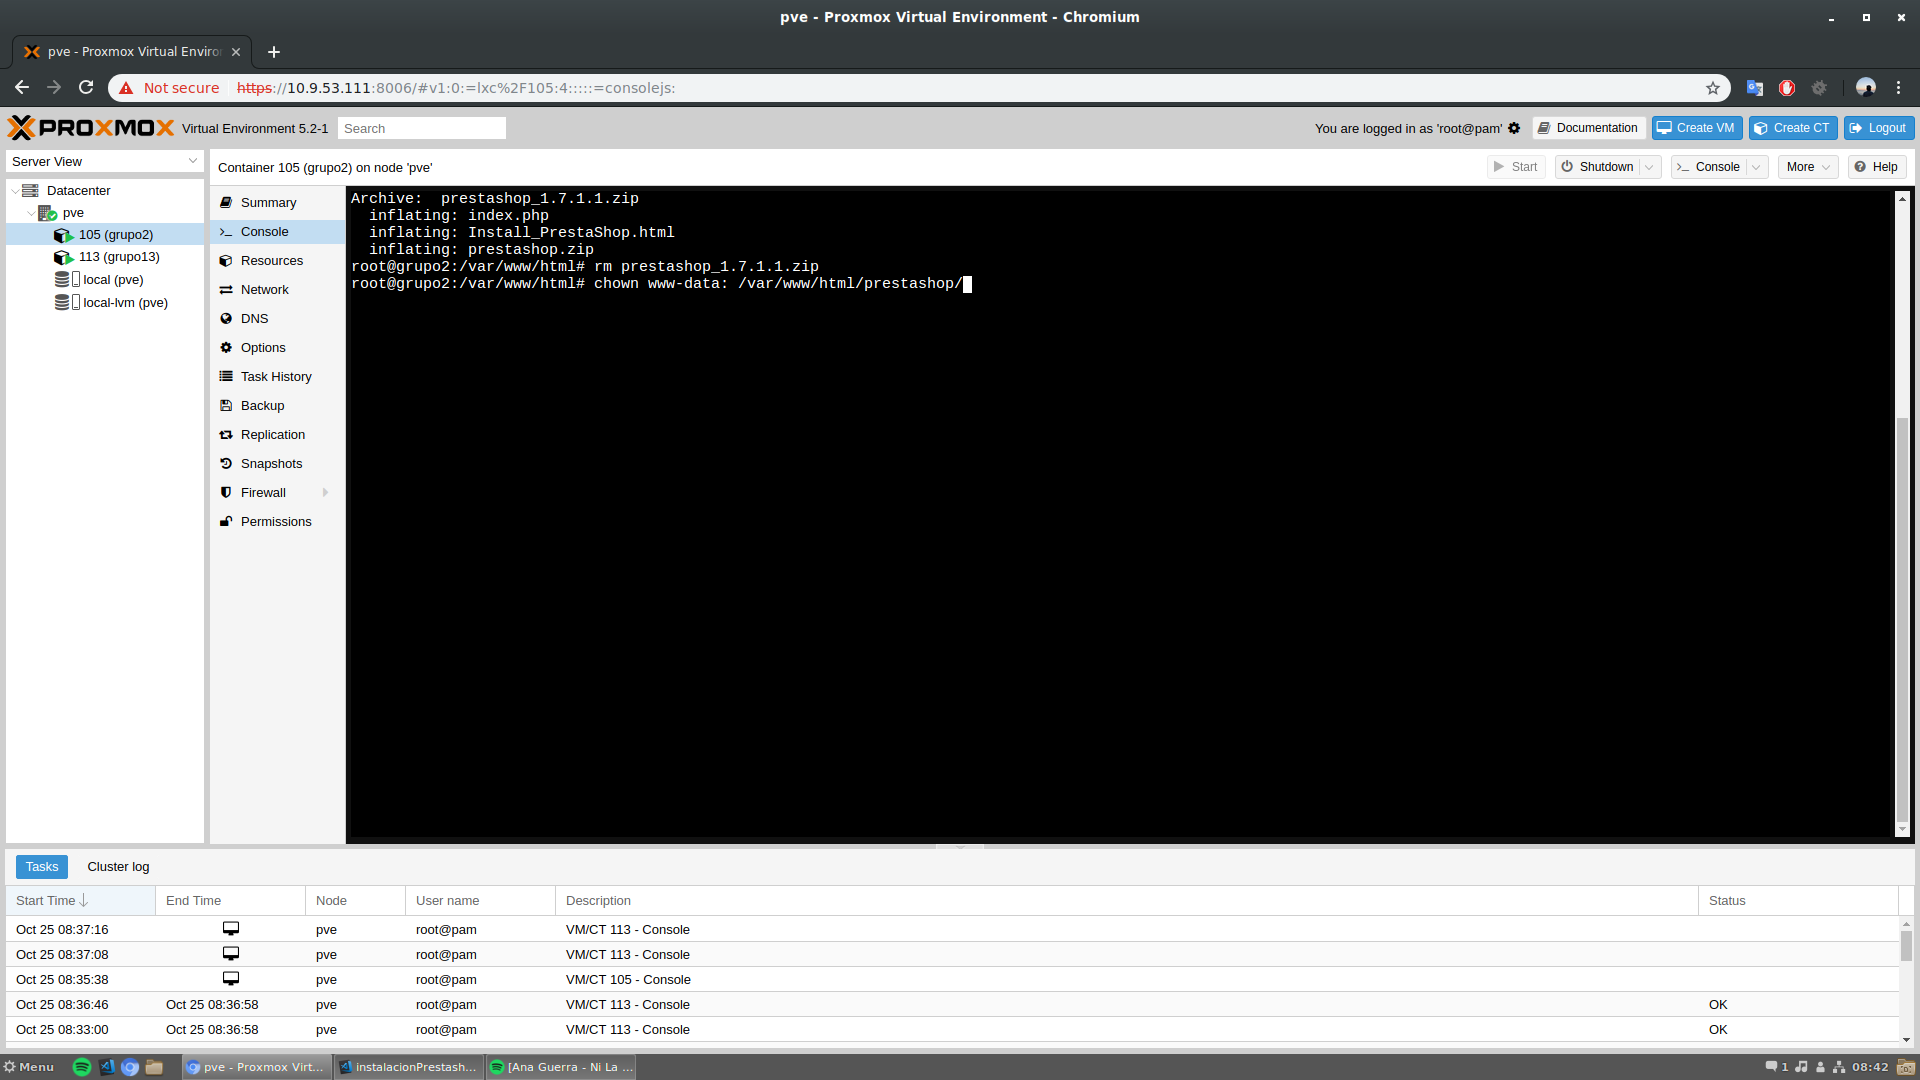 pve - Proxmox Virtual Environment - Chromium
pve - Proxmox Virtual Enviro
Not secure https://10.9.53.111:8006/#v1:0:=lxc%2F105:4:::::=consolejs:
PROXMOX Virtual Environment 5.2-1 Search You are logged in as 'root@pam' Documentation Create VM Create CT Logout
Server View
Datacenter
pve
105 (grupo2)
113 (grupo13)
local (pve)
local-lvm (pve)
Container 105 (grupo2) on node 'pve' Start Shutdown Console More Help
Summary
Console
Resources
Network
DNS
Options
Task History
Backup
Replication
Snapshots
Firewall
Permissions
Archive:  prestashop_1.7.1.1.zip
  inflating: index.php
  inflating: Install_PrestaShop.html
  inflating: prestashop.zip
root@grupo2:/var/www/html# rm prestashop_1.7.1.1.zip
root@grupo2:/var/www/html# chown www-data: /var/www/html/prestashop/
Tasks Cluster log
Start Time End Time Node User name Description Status
Oct 25 08:37:16 pve root@pam VM/CT 113 - Console
Oct 25 08:37:08 pve root@pam VM/CT 113 - Console
Oct 25 08:35:38 pve root@pam VM/CT 105 - Console
Oct 25 08:36:46 Oct 25 08:36:58 pve root@pam VM/CT 113 - Console OK
Oct 25 08:33:00 Oct 25 08:36:58 pve root@pam VM/CT 113 - Console OK
Menu pve - Proxmox Virt... instalacionPrestash... [Ana Guerra - Ni La ... 1 08:42